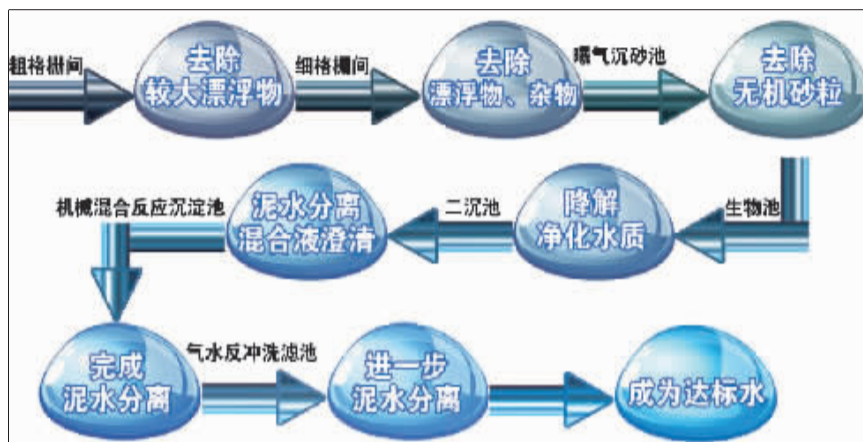 粗格栅间
去除
较大漂浮物
细格栅间
去除
漂浮物、杂物
曝气沉砂池
去除
无机砂粒
生物池
降解
净化水质
二沉池
泥水分离
混合液澄清
机械混合反应沉淀池
完成
泥水分离
气水反冲洗滤池
进一步
泥水分离
成为达标水